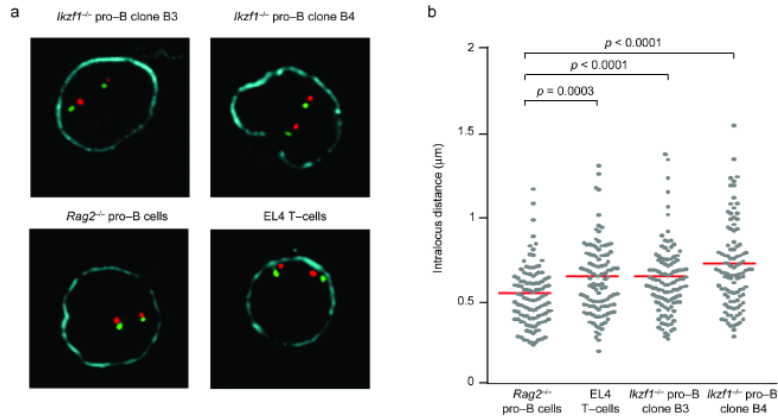 a
Ikzf1–/– pro–B clone B3
Ikzf1–/– pro–B clone B4
Rag2–/– pro–B cells
EL4 T–cells
b
Intralocus distance (μm)
2
1.5
1
0.5
0
p < 0.0001
p < 0.0001
p = 0.0003
Rag2–/–
pro–B cells
EL4
T–cells
Ikzf1–/– pro–B
clone B3
Ikzf1–/– pro–B
clone B4